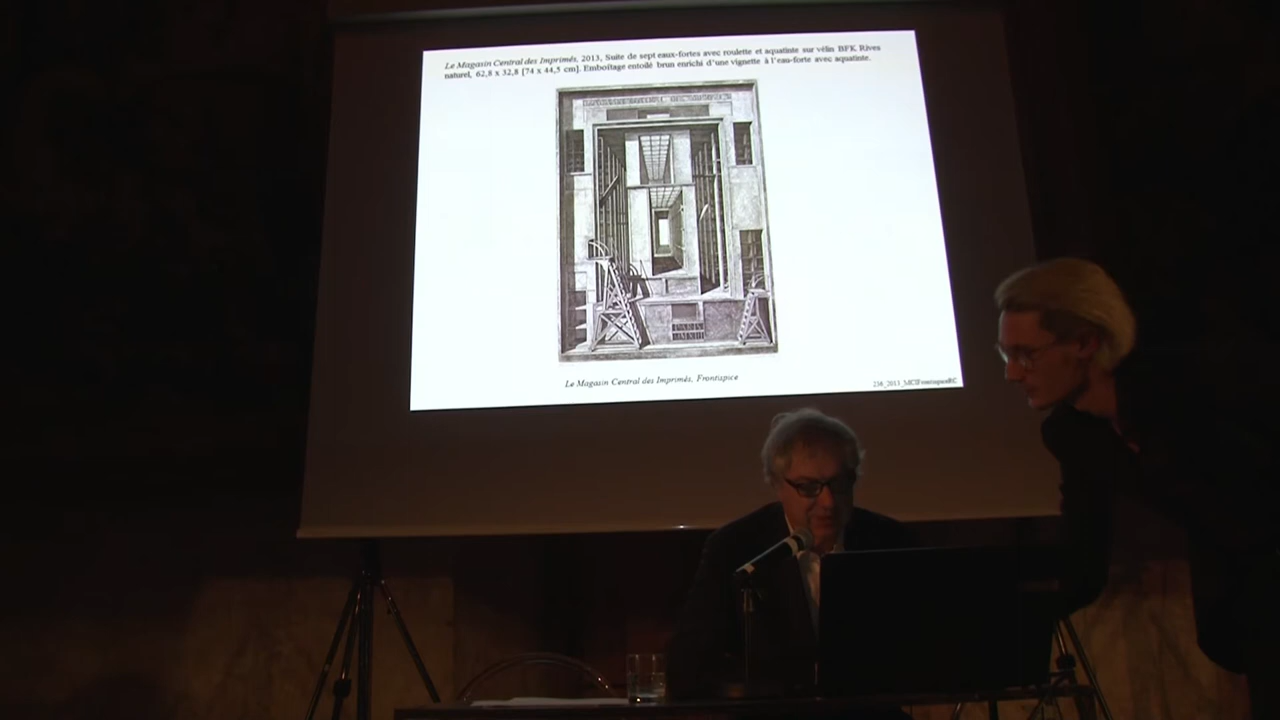 Le Magasin Central des Imprimés, 2013, Suite de sept eaux-fortes avec roulette et aquatinte sur vélin BFK Rives
naturel, 62,8 x 32,8 [74 x 44,5 cm]. Emboîtage entoilé brun enrichi d'une vignette à l'eau-forte avec aquatinte.
PARIS
Le Magasin Central des Imprimés, Frontispice